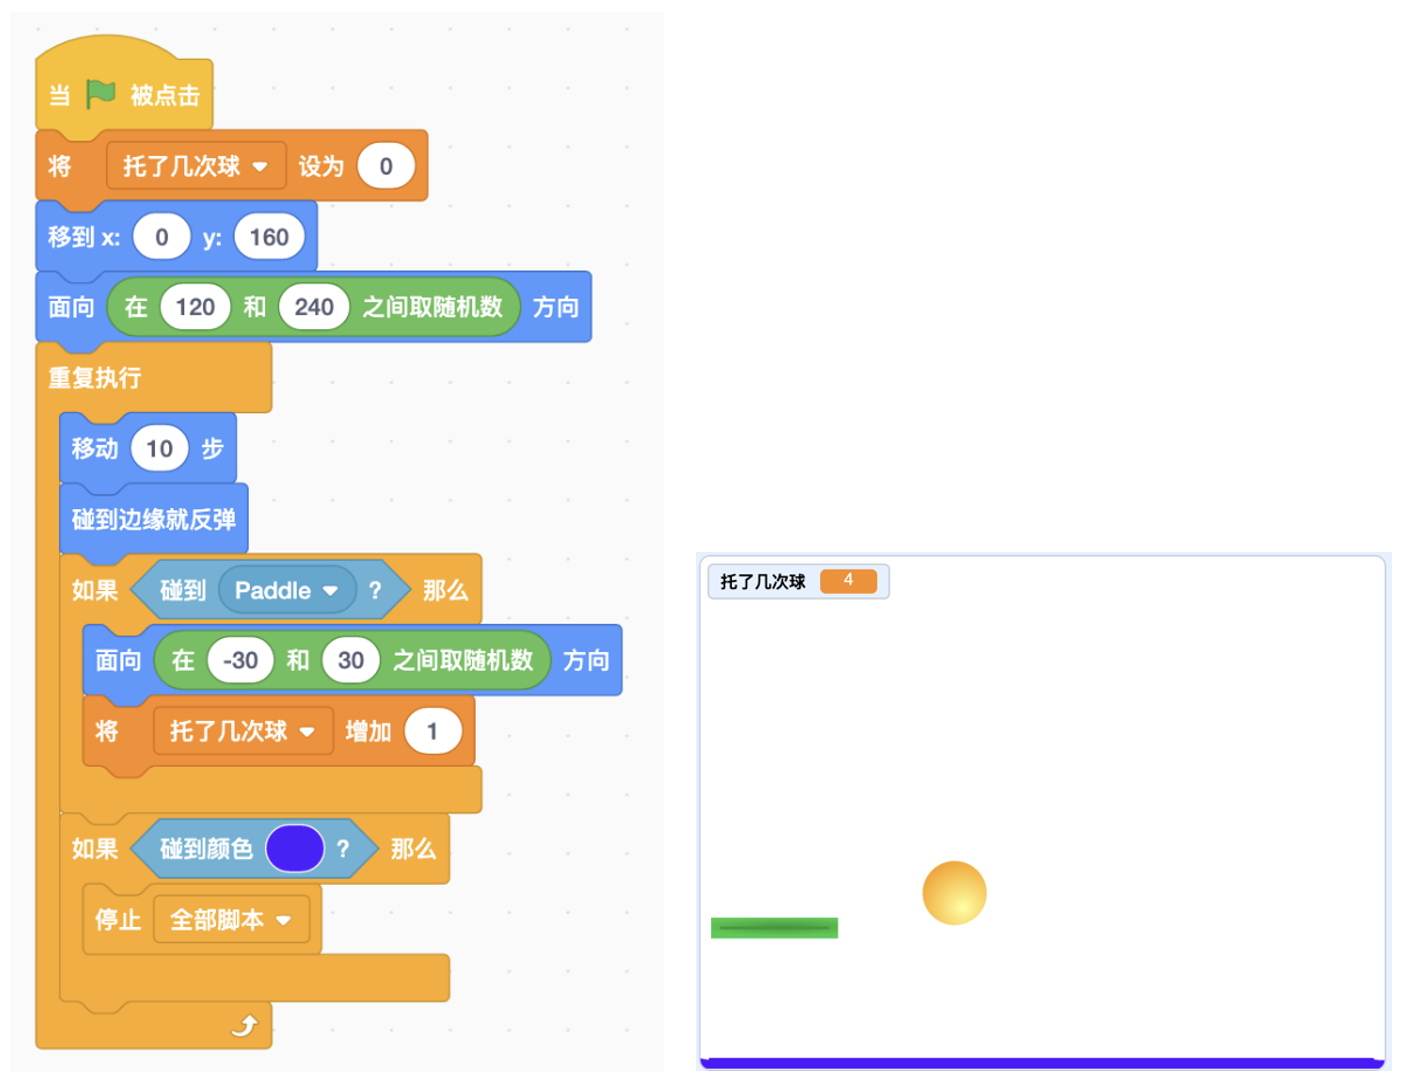 当 被点击
将 托了几次球 设为 0
移到 x: 0 y: 160
面向 在 120 和 240 之间取随机数 方向
重复执行
移动 10 步
碰到边缘就反弹
如果 碰到 Paddle ? 那么
面向 在 -30 和 30 之间取随机数 方向
将 托了几次球 增加 1
如果 碰到颜色 ? 那么
停止 全部脚本
托了几次球 4